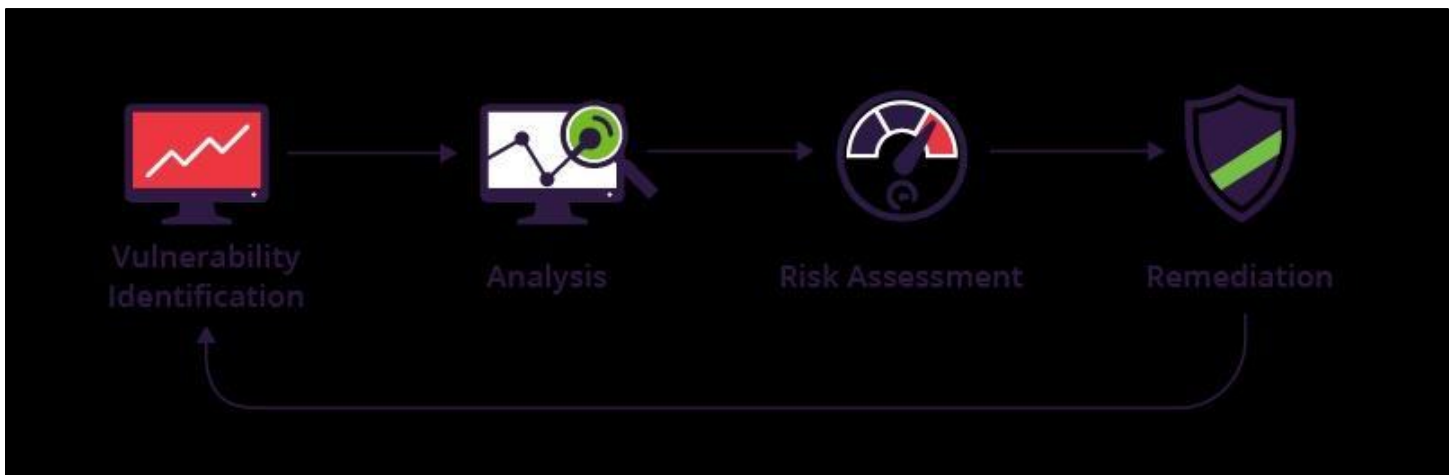 Vulnerability
Identification
Analysis
Risk Assessment
Remediation